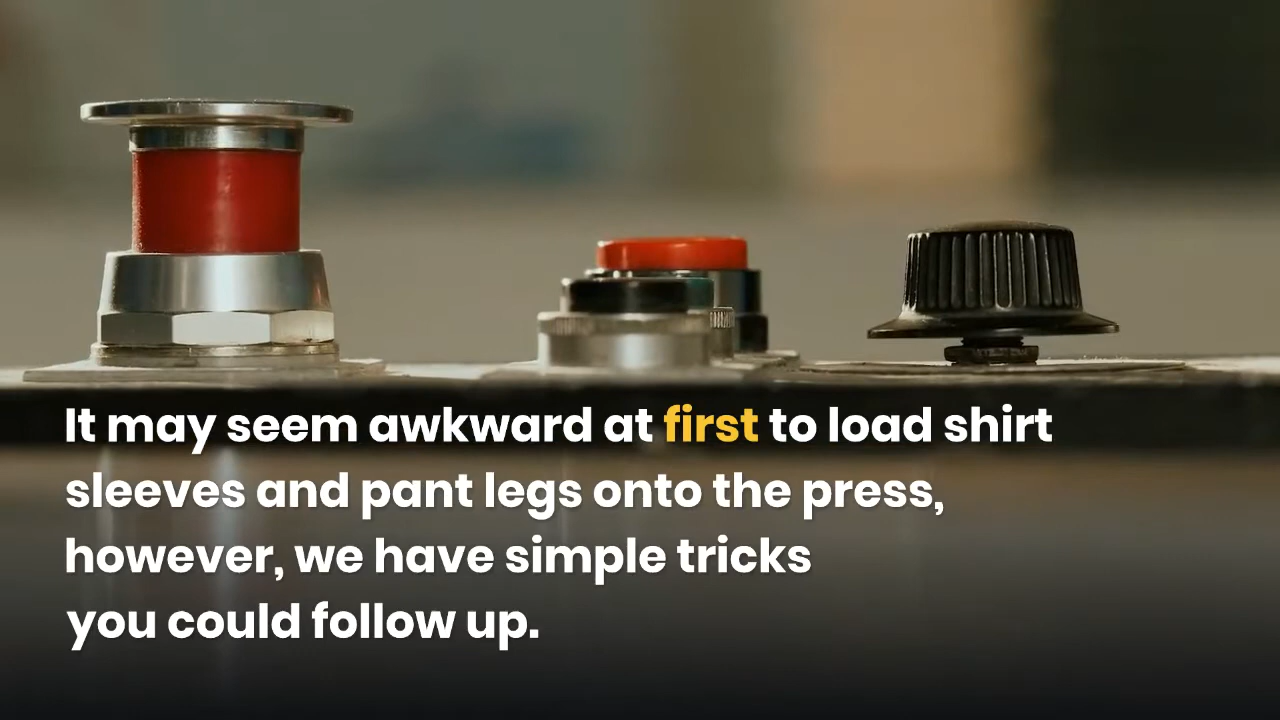 It may seem awkward at first to load shirt
sleeves and pant legs onto the press,
however, we have simple tricks
you could follow up.